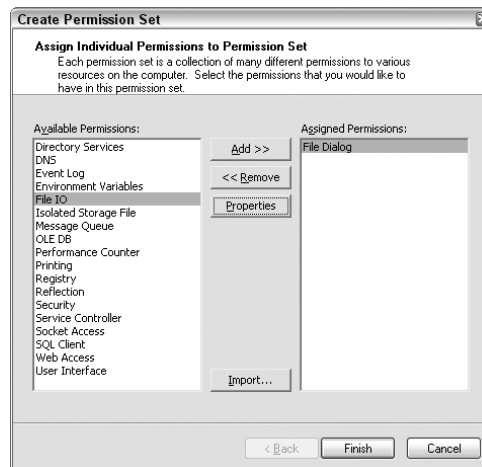 Create Permission Set
Assign Individual Permissions to Permission Set
Each permission set is a collection of many different permissions to various
resources on the computer. Select the permissions that you would like to
have in this permission set.
Available Permissions:
Directory Services
DNS
Event Log
Environment Variables
File IO
Isolated Storage File
Message Queue
OLE DB
Performance Counter
Printing
Registry
Reflection
Security
Service Controller
Socket Access
SQL Client
Web Access
User Interface
Add >>
<< Remove
Properties
Import...
Assigned Permissions:
File Dialog
< Back
Finish
Cancel